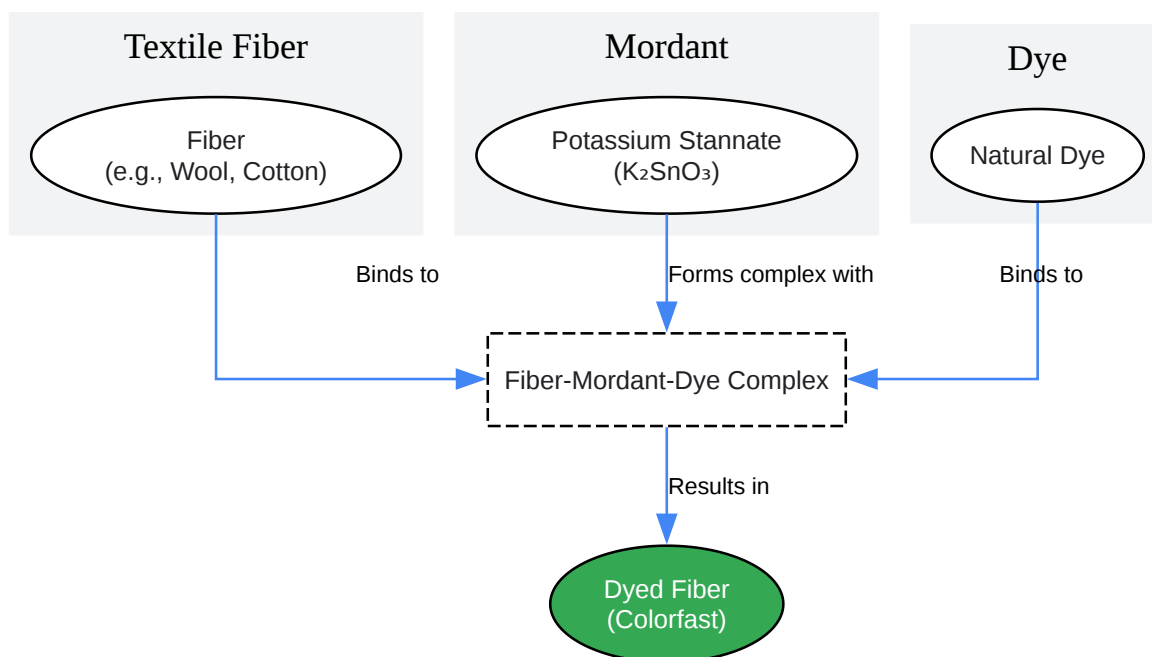 Textile Fiber
Mordant
Dye
Fiber
(e.g., Wool, Cotton)
Potassium Stannate
(K₂SnO₃)
Natural Dye
Binds to
Forms complex with
Binds to
Fiber-Mordant-Dye Complex
Results in
Dyed Fiber
(Colorfast)